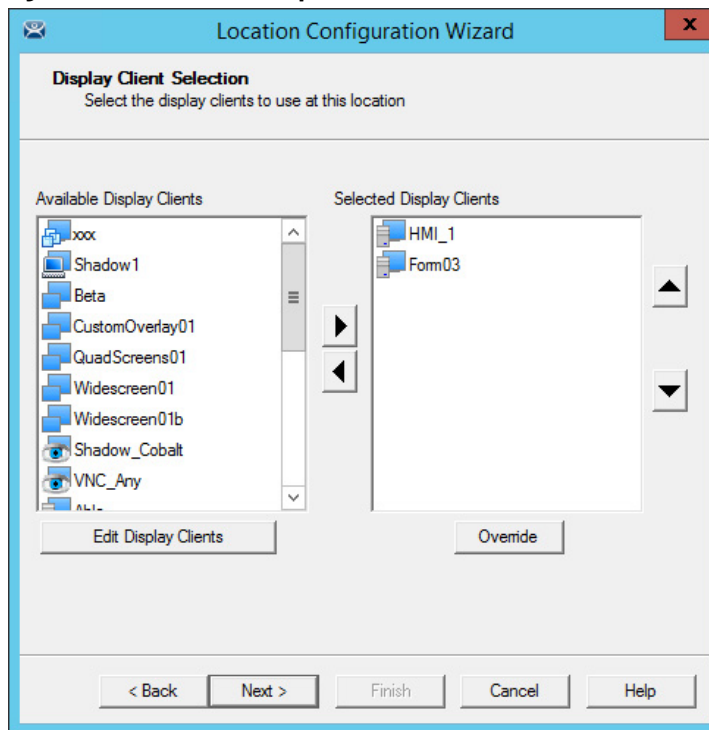 Location Configuration Wizard
x
Display Client Selection
Select the display clients to use at this location
Available Display Clients
Selected Display Clients
xxx
Shadow1
Beta
CustomOverlay01
QuadScreens01
Widescreen01
Widescreen01b
Shadow_Cobalt
VNC_Any
HMI_1
Form03
Edit Display Clients
Override
< Back
Next >
Finish
Cancel
Help